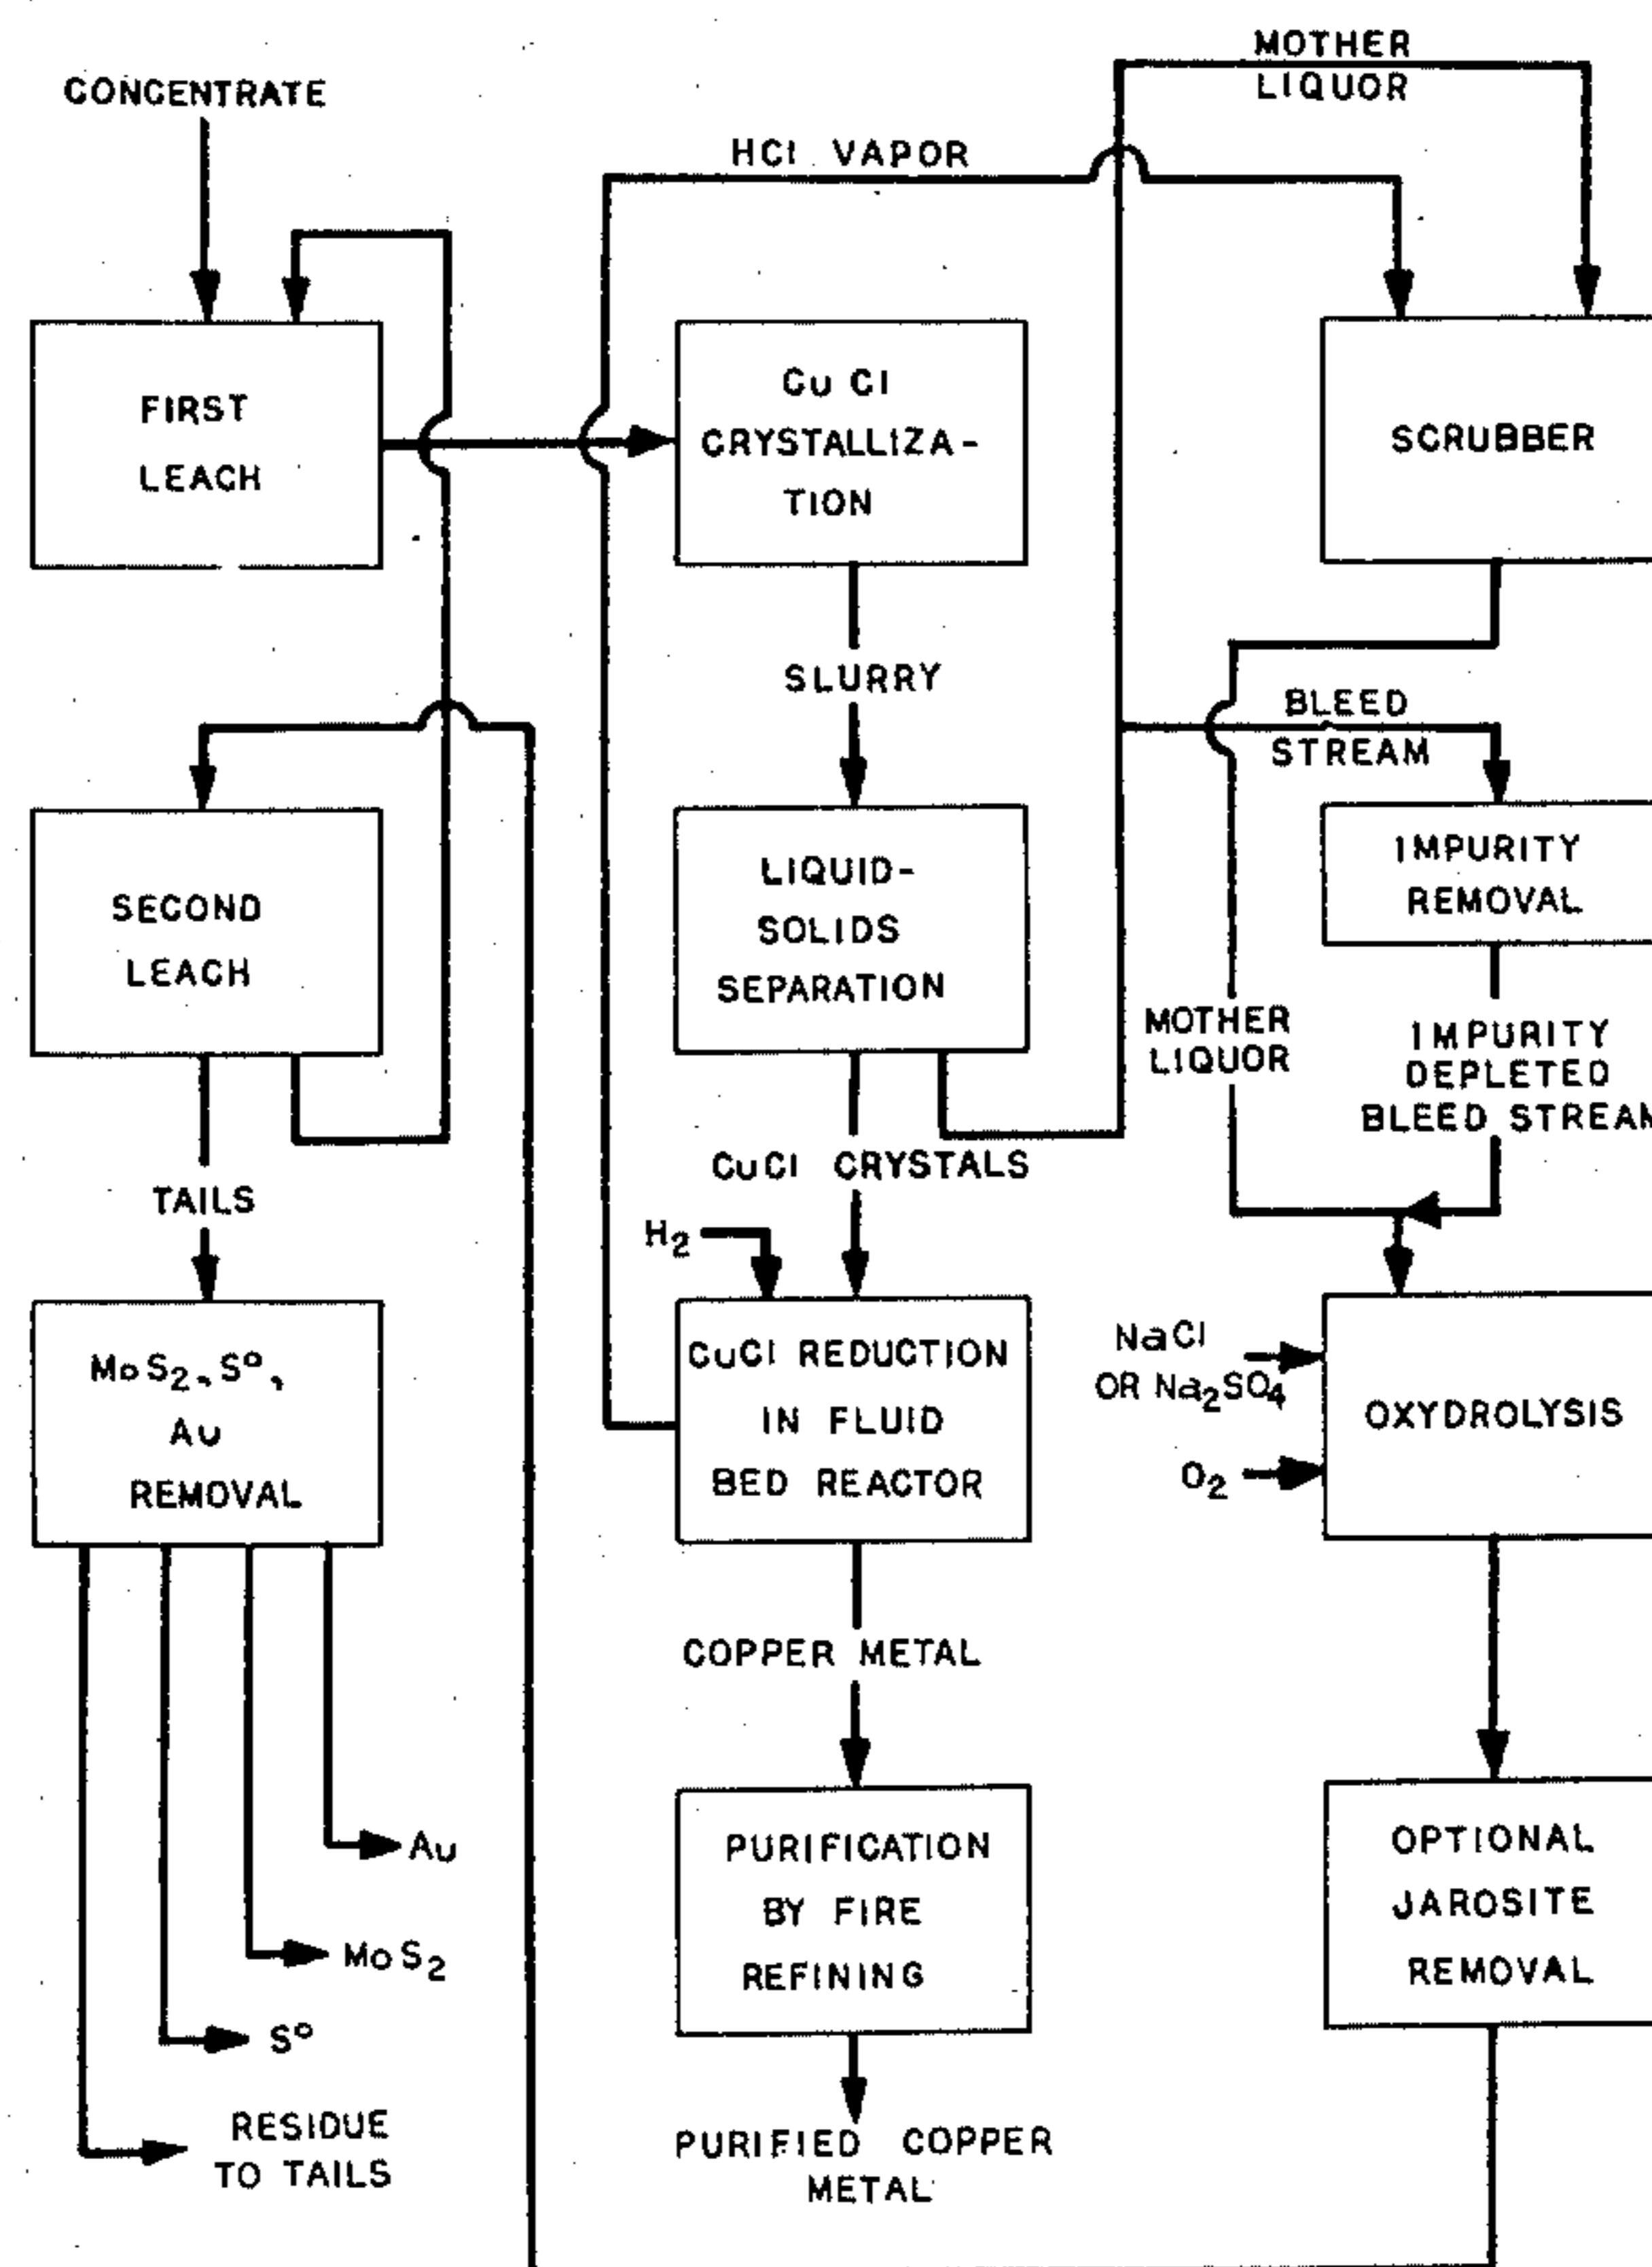 CONCENTRATE
FIRST
LEACH
SECOND
LEACH
TAILS
MoS2, S°,
Au
REMOVAL
Au
MoS2
S°
RESIDUE
TO TAILS
HCl VAPOR
CuCl
CRYSTALLIZA-
TION
SLURRY
LIQUID-
SOLIDS
SEPARATION
CuCl CRYSTALS
H2
CuCl REDUCTION
IN FLUID
BED REACTOR
COPPER METAL
PURIFICATION
BY FIRE
REFINING
PURIFIED COPPER
METAL
MOTHER
LIQUOR
SCRUBBER
BLEED
STREAM
IMPURITY
REMOVAL
MOTHER
LIQUOR
IMPURITY
DEPLETED
BLEED STREAM
NaCl
OR Na2SO4
O2
OXYDROLYSIS
OPTIONAL
JAROSITE
REMOVAL